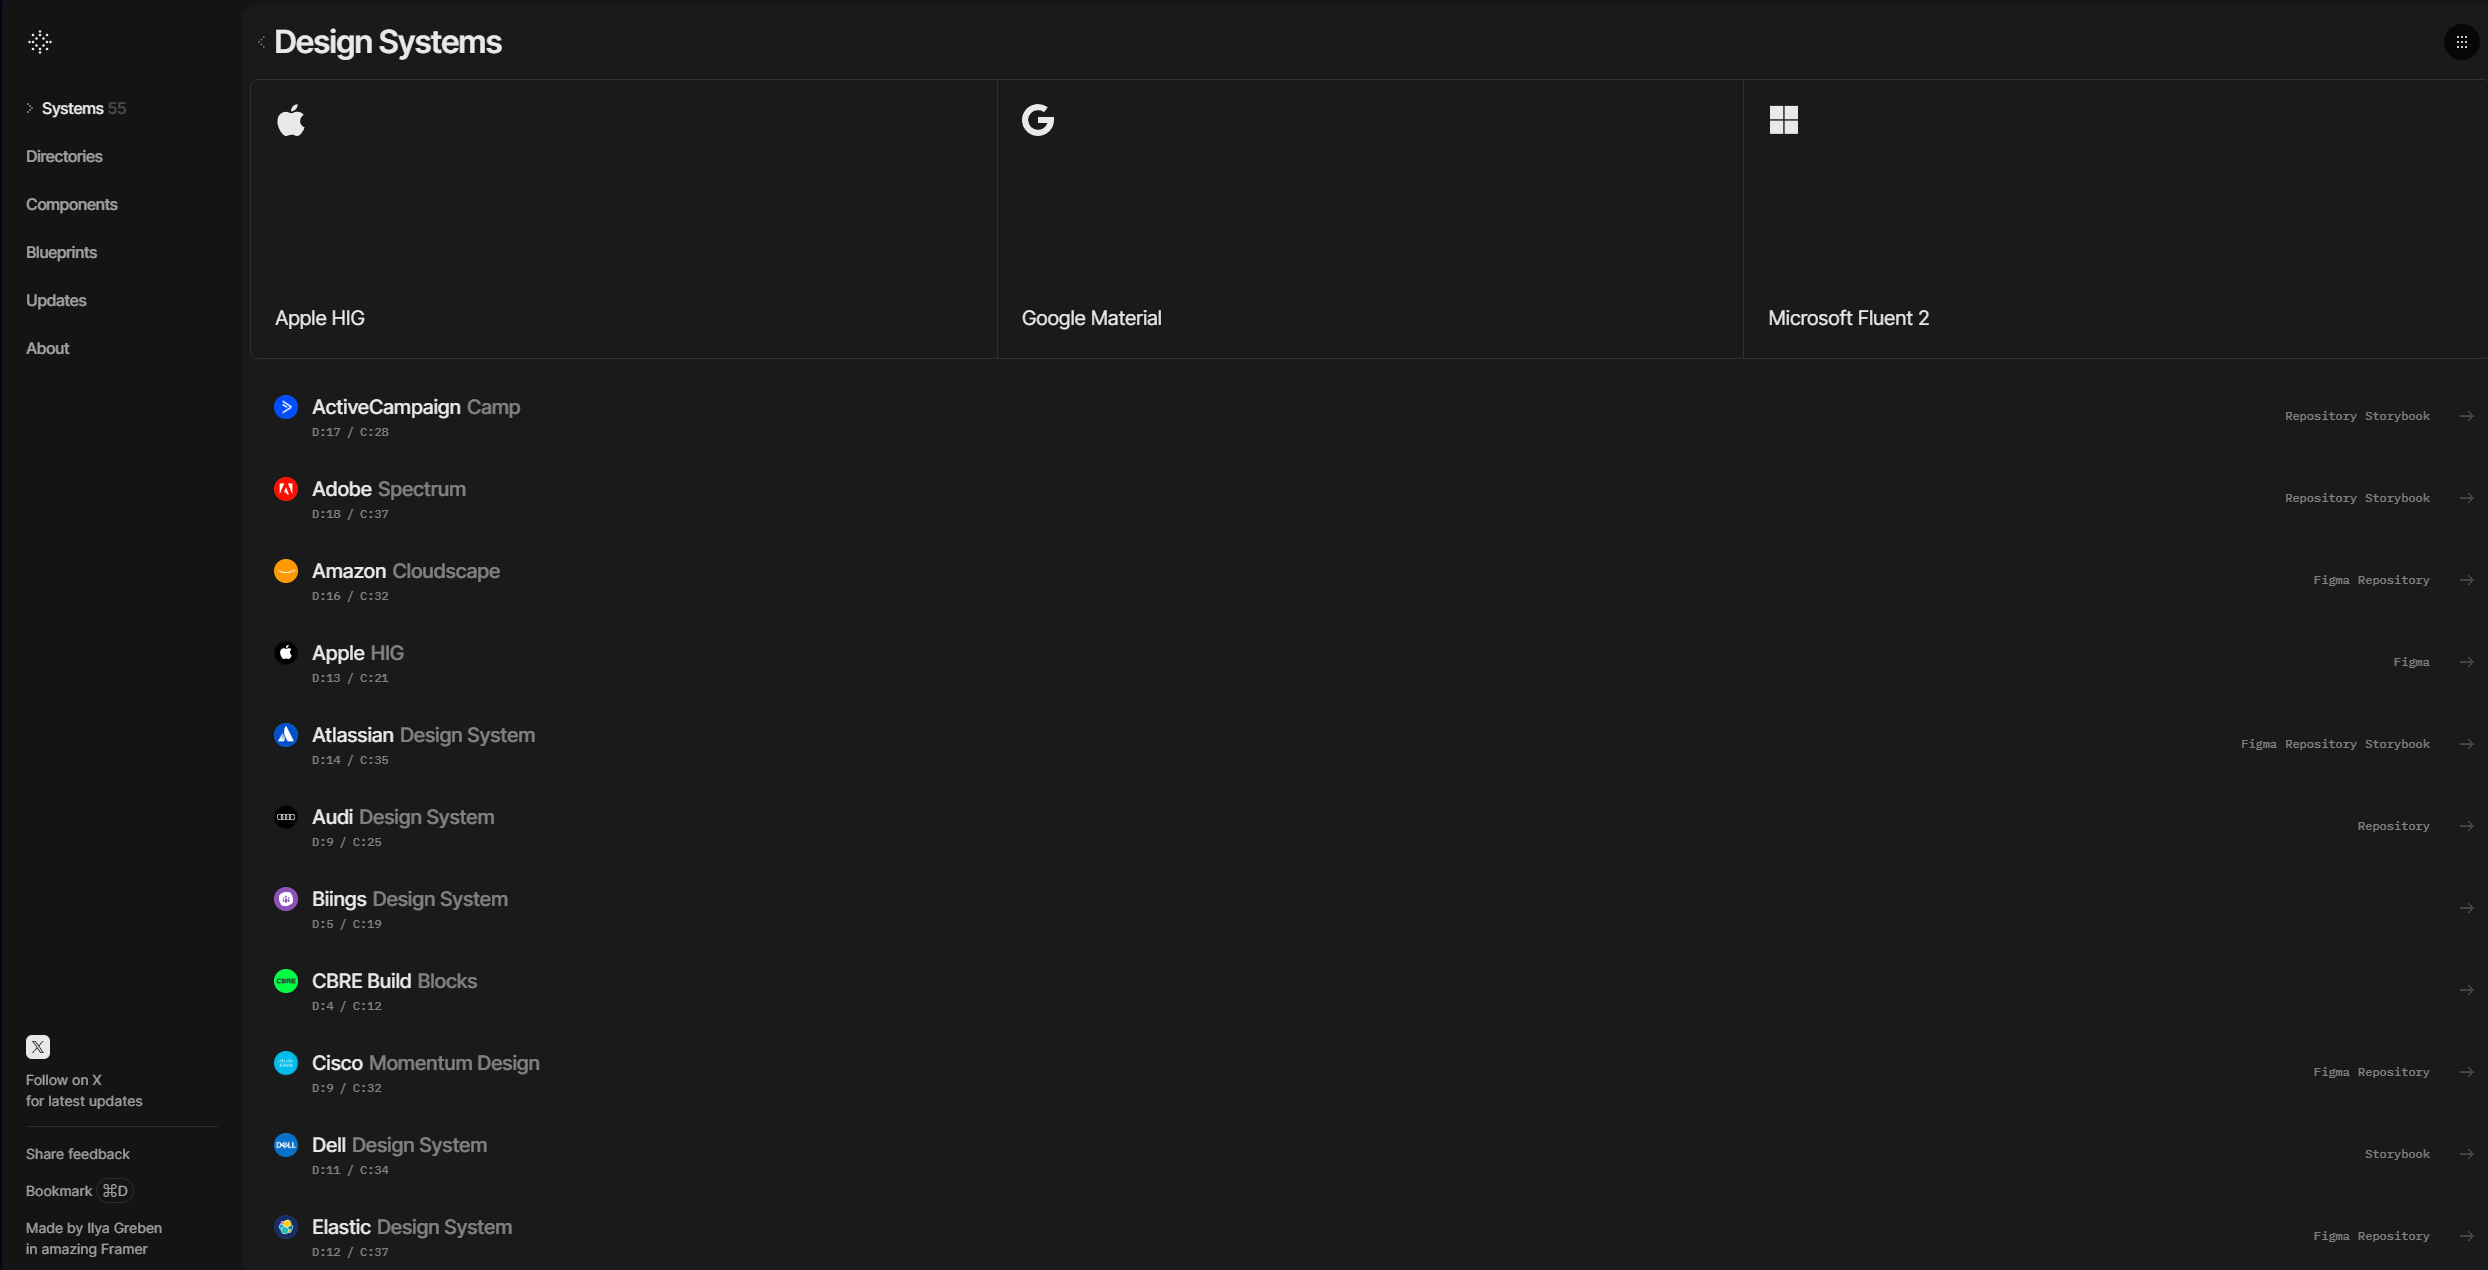 Design Systems
Systems 55
Directories
Components
Blueprints
Updates
About
Apple HIG
Google Material
Microsoft Fluent 2
ActiveCampaign Camp
D:17 / C:28
Repository Storybook
Adobe Spectrum
D:18 / C:37
Repository Storybook
Amazon Cloudscape
D:16 / C:32
Figma Repository
Apple HIG
D:13 / C:21
Figma
Atlassian Design System
D:14 / C:35
Figma Repository Storybook
Audi Design System
D:9 / C:25
Repository
Biings Design System
D:5 / C:19
CBRE
CBRE Build Blocks
D:4 / C:12
Cisco Momentum Design
D:9 / C:32
Figma Repository
DELL
Dell Design System
D:11 / C:34
Storybook
Elastic Design System
D:12 / C:37
Figma Repository
Follow on X
for latest updates
Share feedback
Bookmark ⌘D
Made by Ilya Greben
in amazing Framer